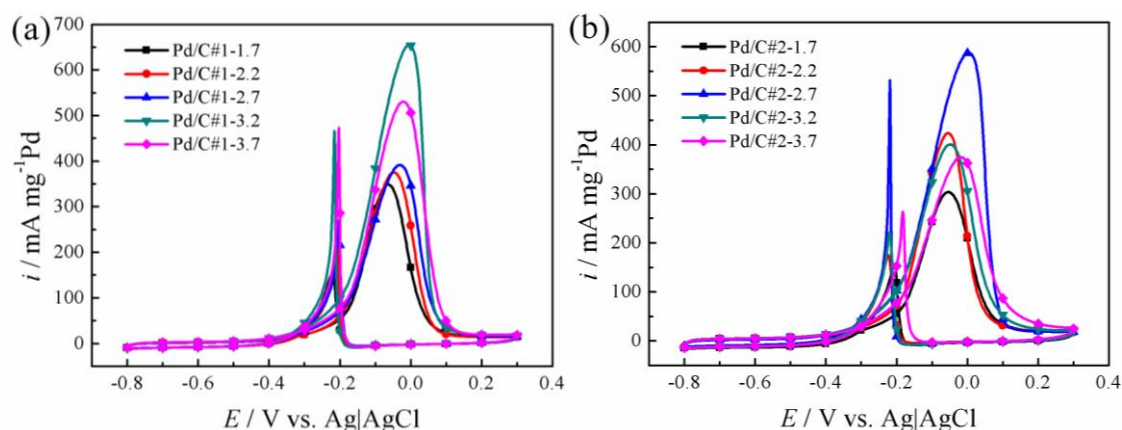 (a)
Pd/C#1-1.7
Pd/C#1-2.2
Pd/C#1-2.7
Pd/C#1-3.2
Pd/C#1-3.7
700
600
500
400
300
200
100
0
i / mA mg⁻¹Pd
-0.8 -0.6 -0.4 -0.2 0.0 0.2 0.4
E / V vs. Ag|AgCl
(b)
Pd/C#2-1.7
Pd/C#2-2.2
Pd/C#2-2.7
Pd/C#2-3.2
Pd/C#2-3.7
600
500
400
300
200
100
0
i / mA mg⁻¹Pd
-0.8 -0.6 -0.4 -0.2 0.0 0.2 0.4
E / V vs. Ag|AgCl